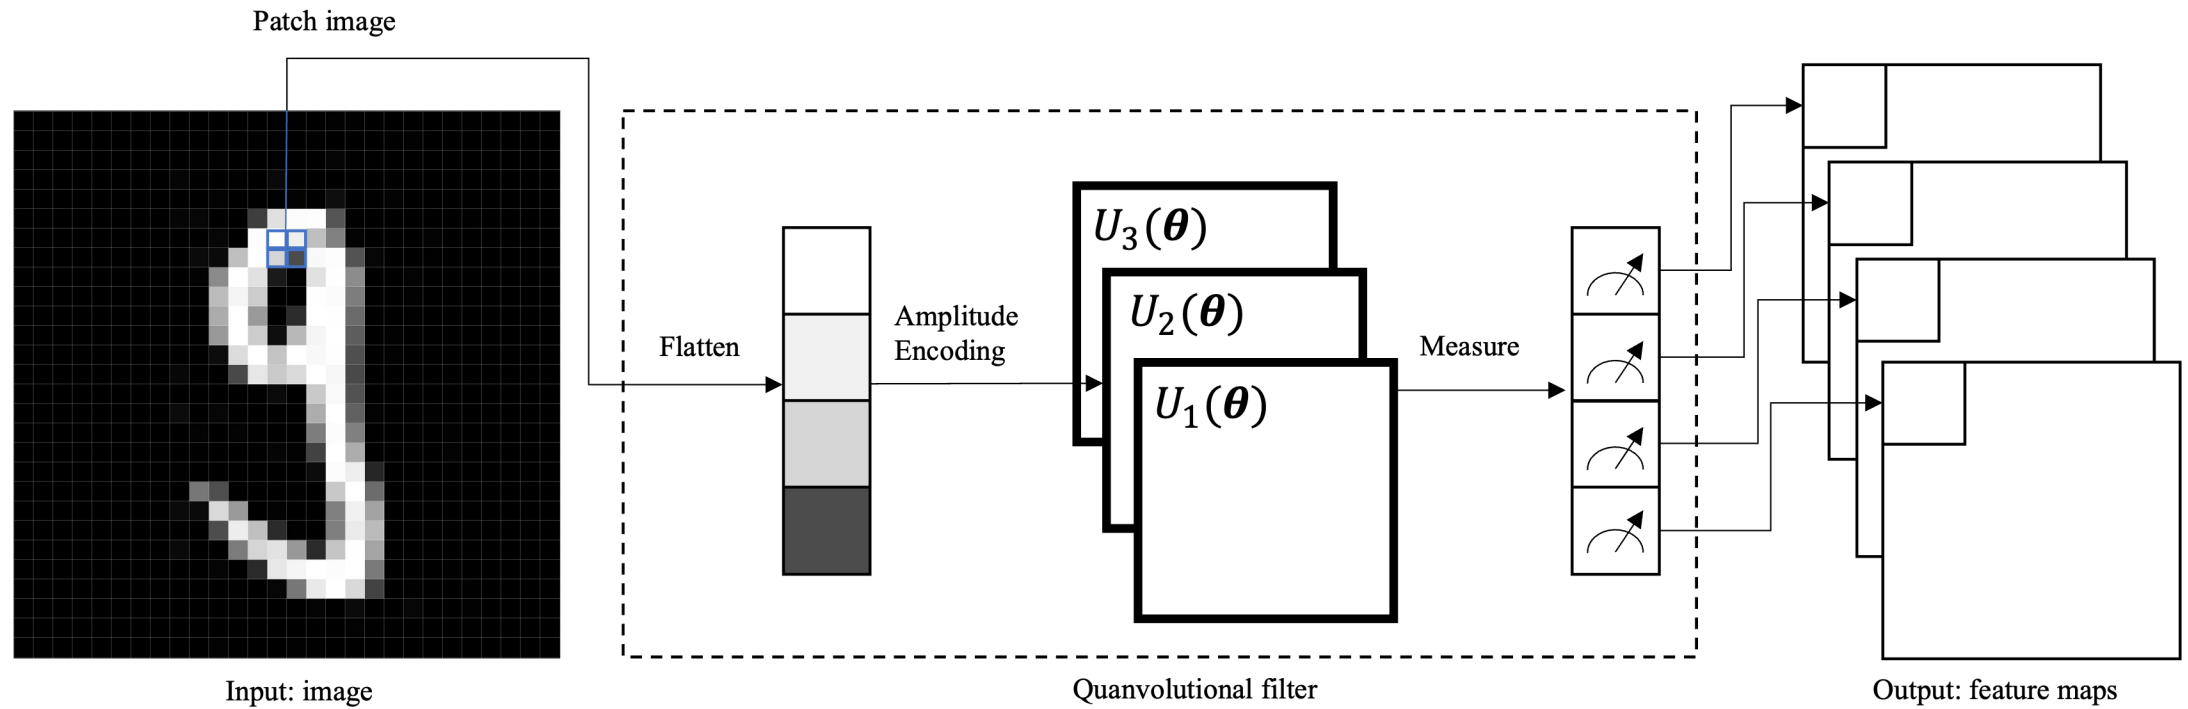 Patch image
Flatten
Amplitude
Encoding
U₃(θ)
U₂(θ)
U₁(θ)
Measure
Input: image
Quanvolutional filter
Output: feature maps